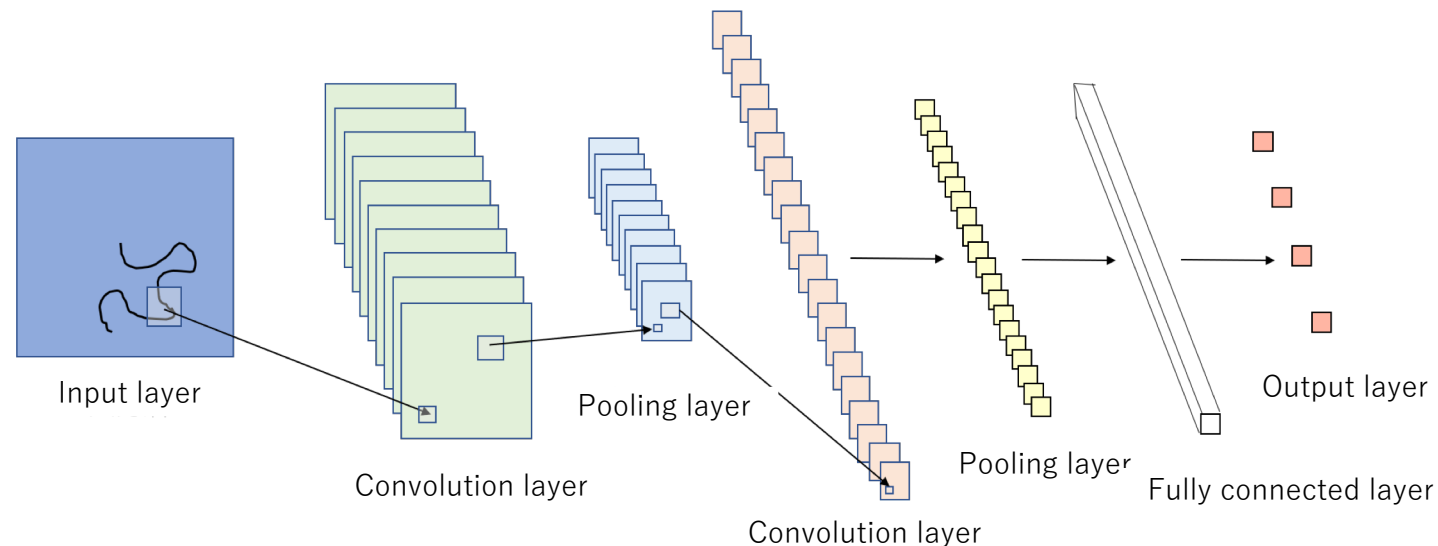 Input layer
Convolution layer
Pooling layer
Convolution layer
Pooling layer
Fully connected layer
Output layer